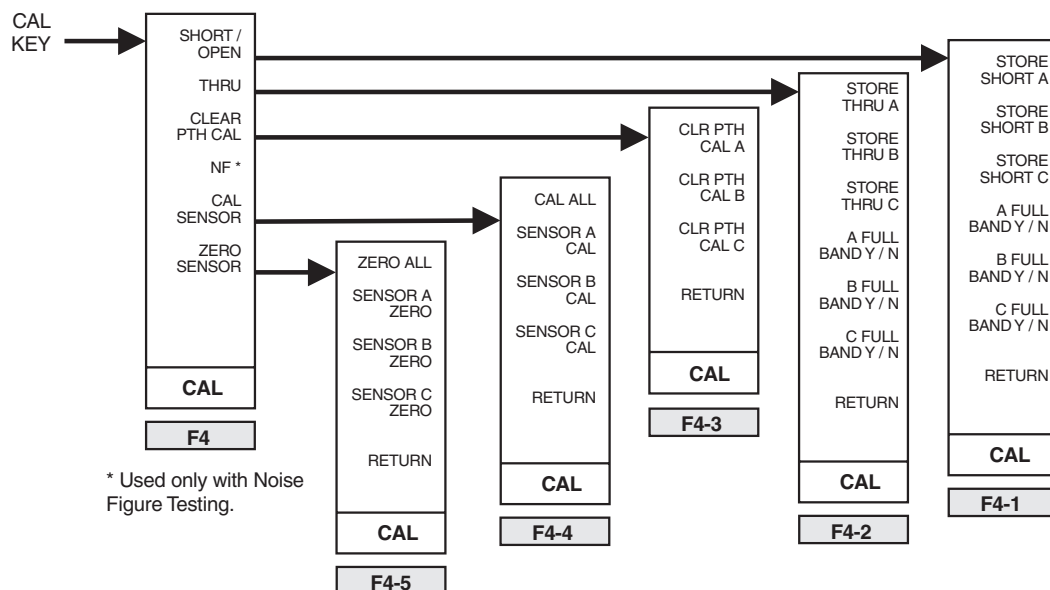 CAL
KEY
SHORT /
OPEN
THRU
CLEAR
PTH CAL
NF *
CAL
SENSOR
ZERO
SENSOR
CAL
F4
* Used only with Noise
Figure Testing.
ZERO ALL
SENSOR A
ZERO
SENSOR B
ZERO
SENSOR C
ZERO
RETURN
CAL
F4-5
CAL ALL
SENSOR A
CAL
SENSOR B
CAL
SENSOR C
CAL
RETURN
CAL
F4-4
CLR PTH
CAL A
CLR PTH
CAL B
CLR PTH
CAL C
RETURN
CAL
F4-3
STORE
THRU A
STORE
THRU B
STORE
THRU C
A FULL
BAND Y / N
B FULL
BAND Y / N
C FULL
BAND Y / N
RETURN
CAL
F4-2
STORE
SHORT A
STORE
SHORT B
STORE
SHORT C
A FULL
BAND Y / N
B FULL
BAND Y / N
C FULL
BAND Y / N
RETURN
CAL
F4-1